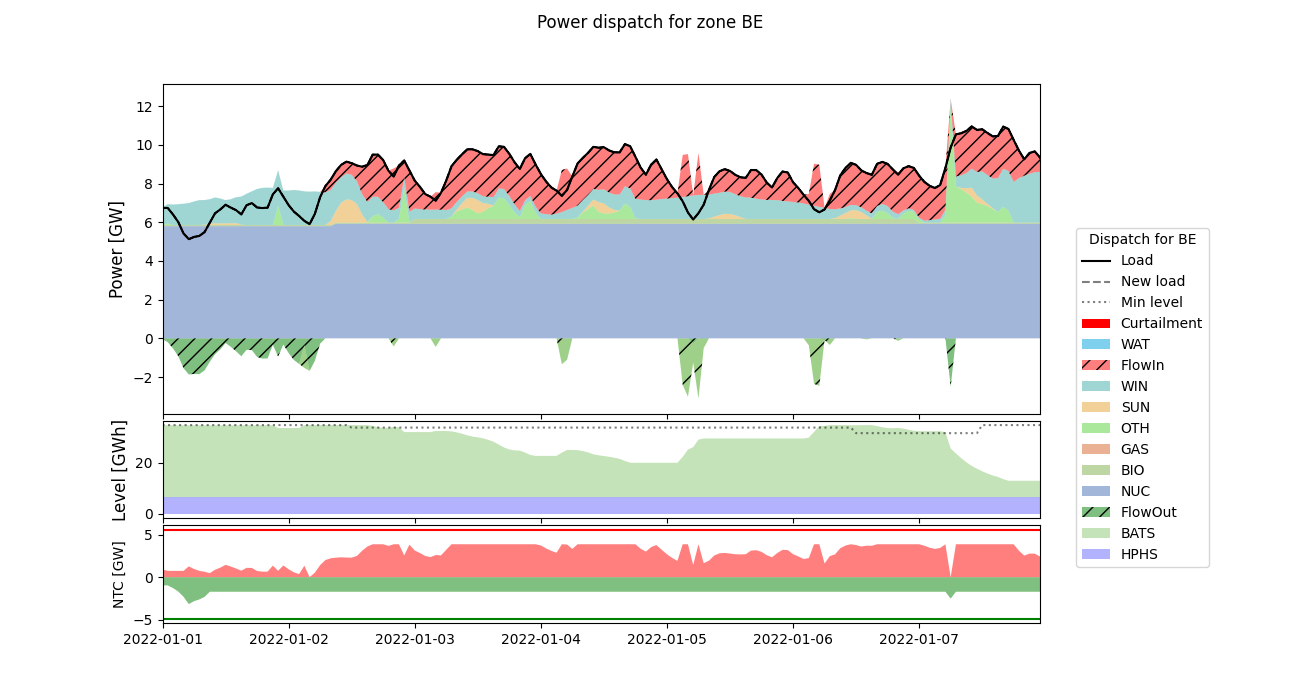 Power dispatch for zone BE
Power [GW]
12
10
8
6
4
2
0
−2
Level [GWh]
20
0
NTC [GW]
5
0
−5
2022-01-01
2022-01-02
2022-01-03
2022-01-04
2022-01-05
2022-01-06
2022-01-07
Dispatch for BE
Load
New load
Min level
Curtailment
WAT
FlowIn
WIN
SUN
OTH
GAS
BIO
NUC
FlowOut
BATS
HPHS